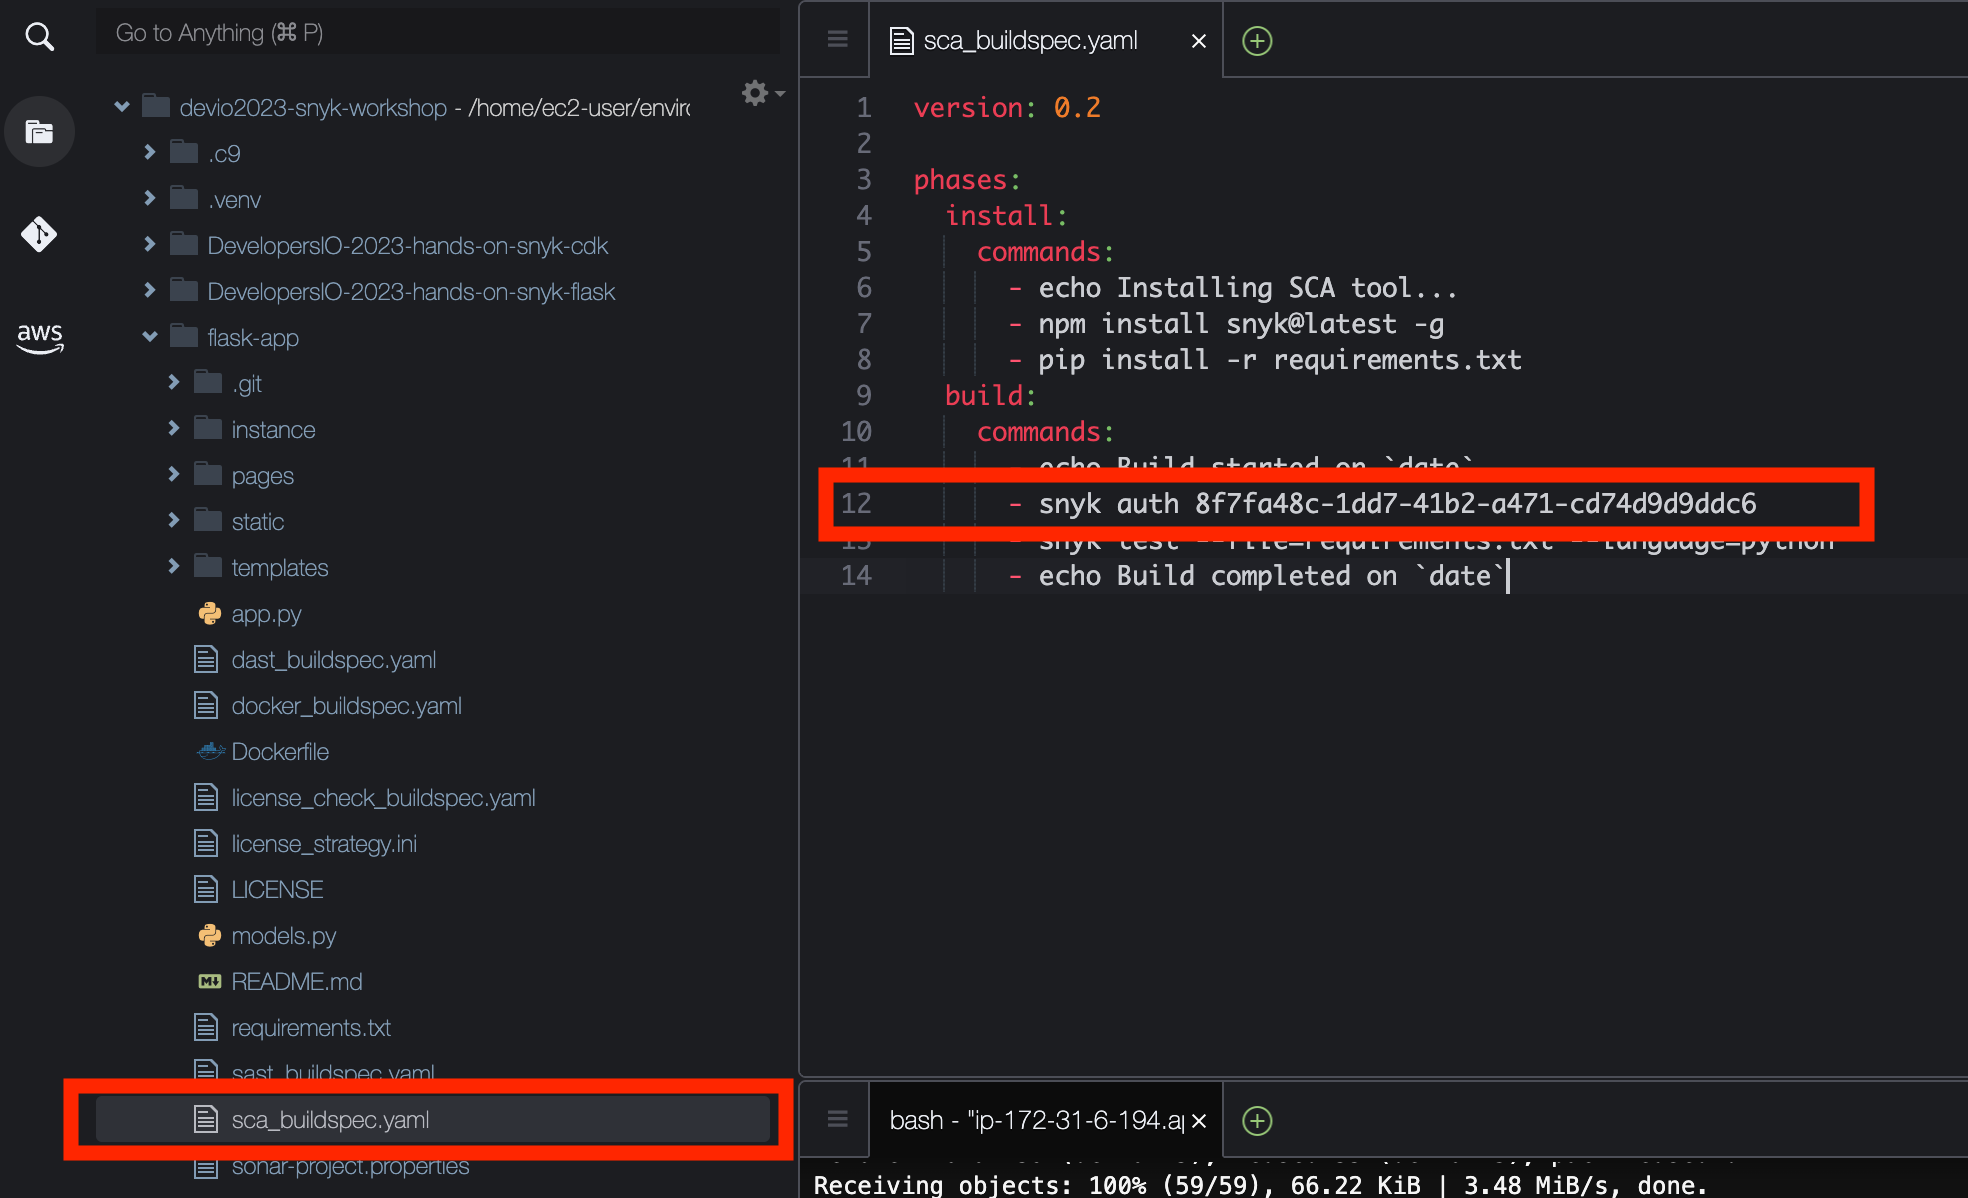 Go to Anything (⌘ P)
devio2023-snyk-workshop - /home/ec2-user/enviro
.c9
.venv
DevelopersIO-2023-hands-on-snyk-cdk
DevelopersIO-2023-hands-on-snyk-flask
flask-app
.git
instance
pages
static
templates
app.py
dast_buildspec.yaml
docker_buildspec.yaml
Dockerfile
license_check_buildspec.yaml
license_strategy.ini
LICENSE
models.py
README.md
requirements.txt
sast_buildspec.yaml
sca_buildspec.yaml
sonar-project.properties
aws
sca_buildspec.yaml
1 version: 0.2
2
3 phases:
4 install:
5 commands:
6 - echo Installing SCA tool...
7 - npm install snyk@latest -g
8 - pip install -r requirements.txt
9 build:
10 commands:
11 - echo Build started on `date`
12 - snyk auth 8f7fa48c-1dd7-41b2-a471-cd74d9d9ddc6
13 - snyk test --file=requirements.txt --language=python
14 - echo Build completed on `date`
bash - "ip-172-31-6-194.ap
Receiving objects: 100% (59/59), 66.22 KiB | 3.48 MiB/s, done.